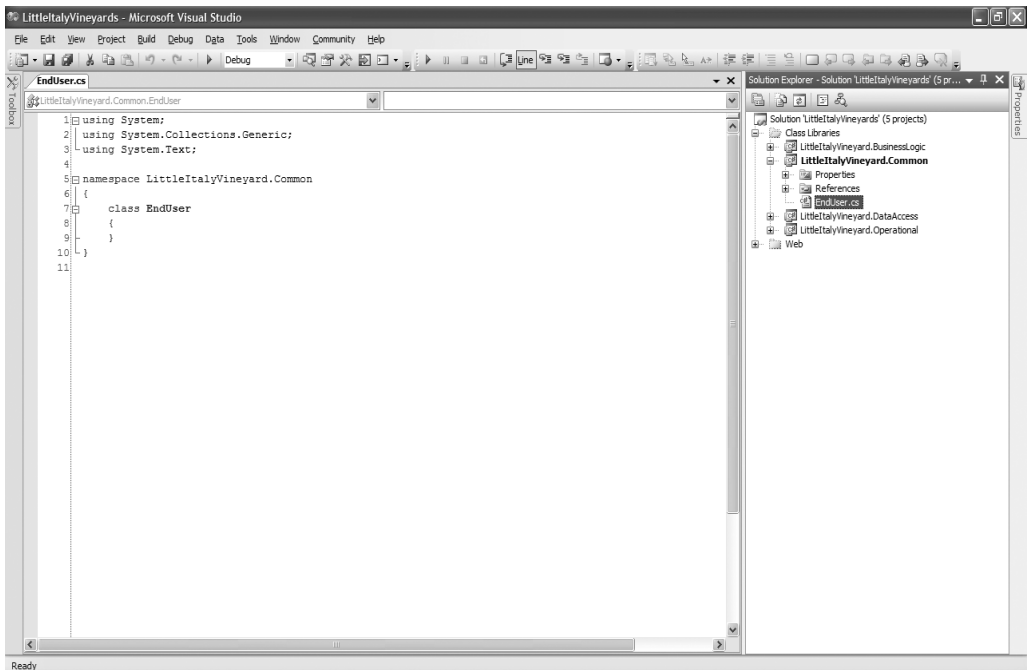 LittleItalyVineyards - Microsoft Visual Studio
File Edit View Project Build Debug Data Tools Window Community Help
Debug
Line
Toolbox
EndUser.cs
LittleItalyVineyard.Common.EndUser
1 using System;
2 using System.Collections.Generic;
3 using System.Text;
4
5 namespace LittleItalyVineyard.Common
6 {
7 class EndUser
8 {
9 }
10 }
11
Solution Explorer - Solution 'LittleItalyVineyards' (5 pr...
Solution 'LittleItalyVineyards' (5 projects)
Class Libraries
LittleItalyVineyard.BusinessLogic
LittleItalyVineyard.Common
Properties
References
EndUser.cs
LittleItalyVineyard.DataAccess
LittleItalyVineyard.Operational
Web
Properties
Ready